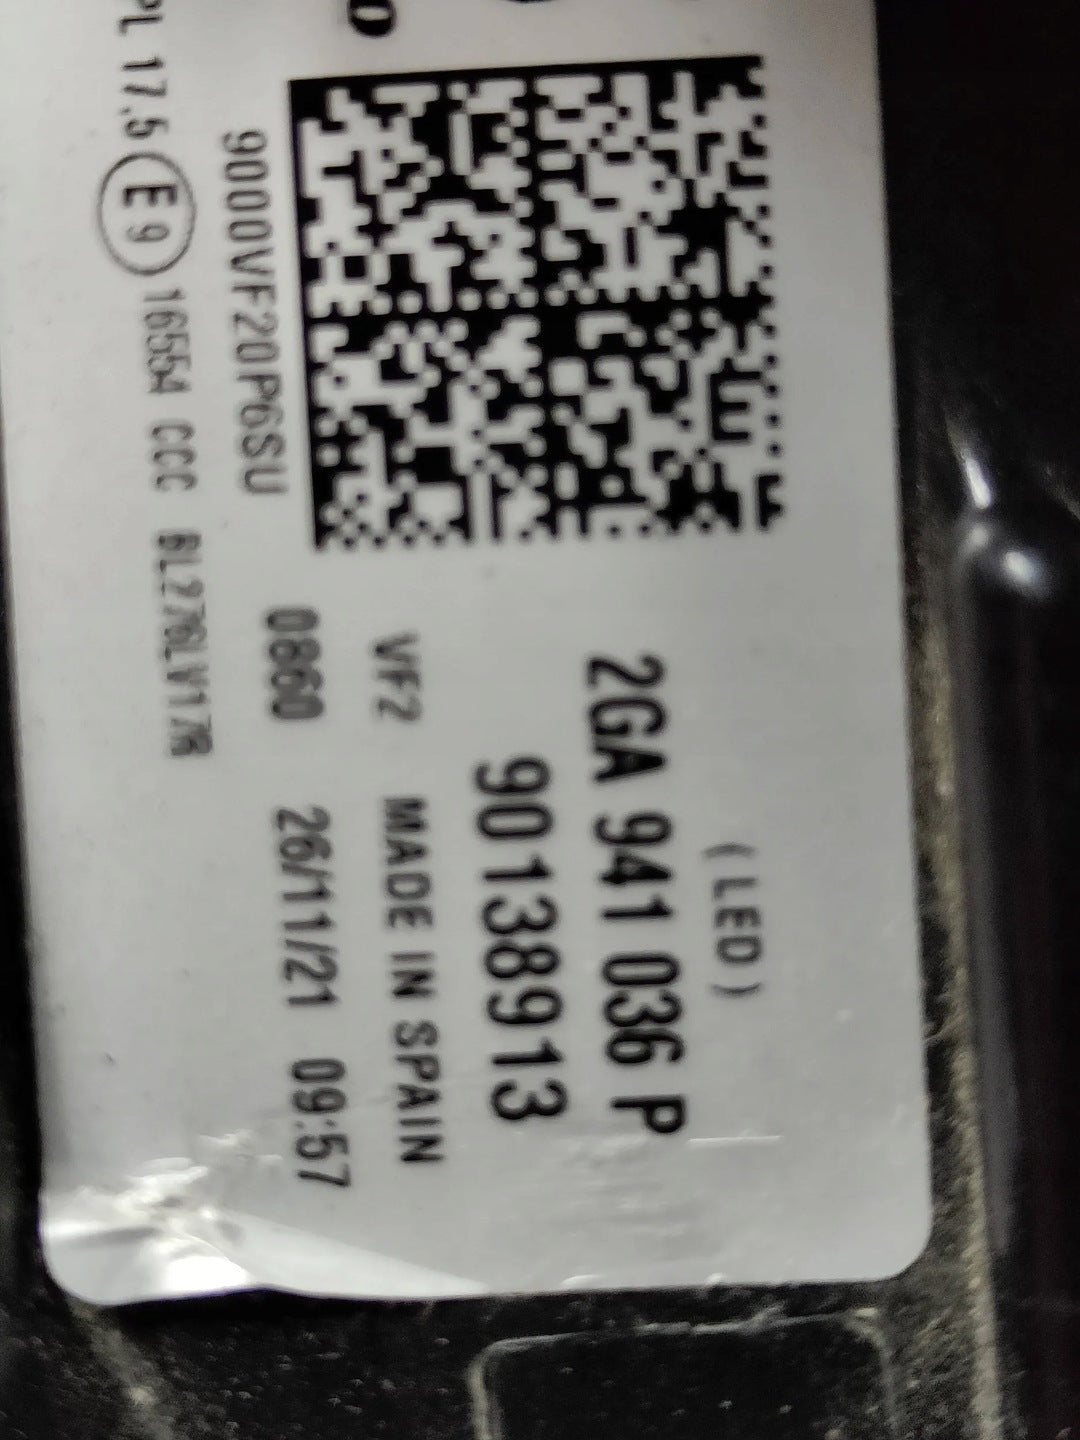 (LED)
2GA 941 036 P
90138913
VF2 MADE IN SPAIN
0860 26/11/21 09:57
9000VF20P6SU
PL 17.5 E9 16554 CCC